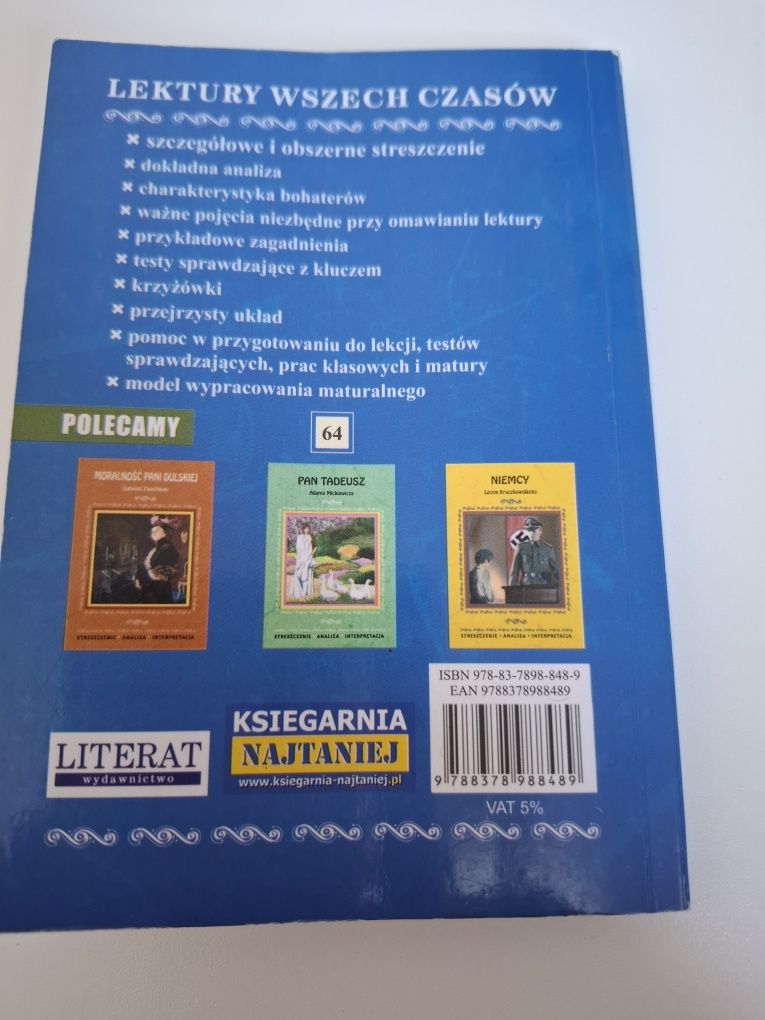 LEKTURY WSZECH CZASÓW
szczegółowe i obszerne streszczenie
dokładna analiza
charakterystyka bohaterów
ważne pojęcia niezbędne przy omawianiu lektury
przykładowe zagadnienia
testy sprawdzające z kluczem
krzyżówki
przejrzysty układ
pomoc w przygotowaniu do lekcji, testów
sprawdzających, prac klasowych i matury
model wypracowania maturalnego
POLECAMY
64
MORALNOŚĆ PANI DULSKIEJ
Gabrieli Zapolskiej
STRESZCZENIE ANALIZA INTERPRETACJA
PAN TADEUSZ
Adama Mickiewicza
STRESZCZENIE ANALIZA INTERPRETACJA
NIEMCY
Leona Kruczkowskiego
STRESZCZENIE • ANALIZA • INTERPRETACJA
LITERAT
wydawnictwo
KSIEGARNIA
NAJTANIEJ
www.ksiegarnia-najtaniej.pl
ISBN 978-83-7898-848-9
EAN 9788378988489
9 788378 988489
VAT 5%